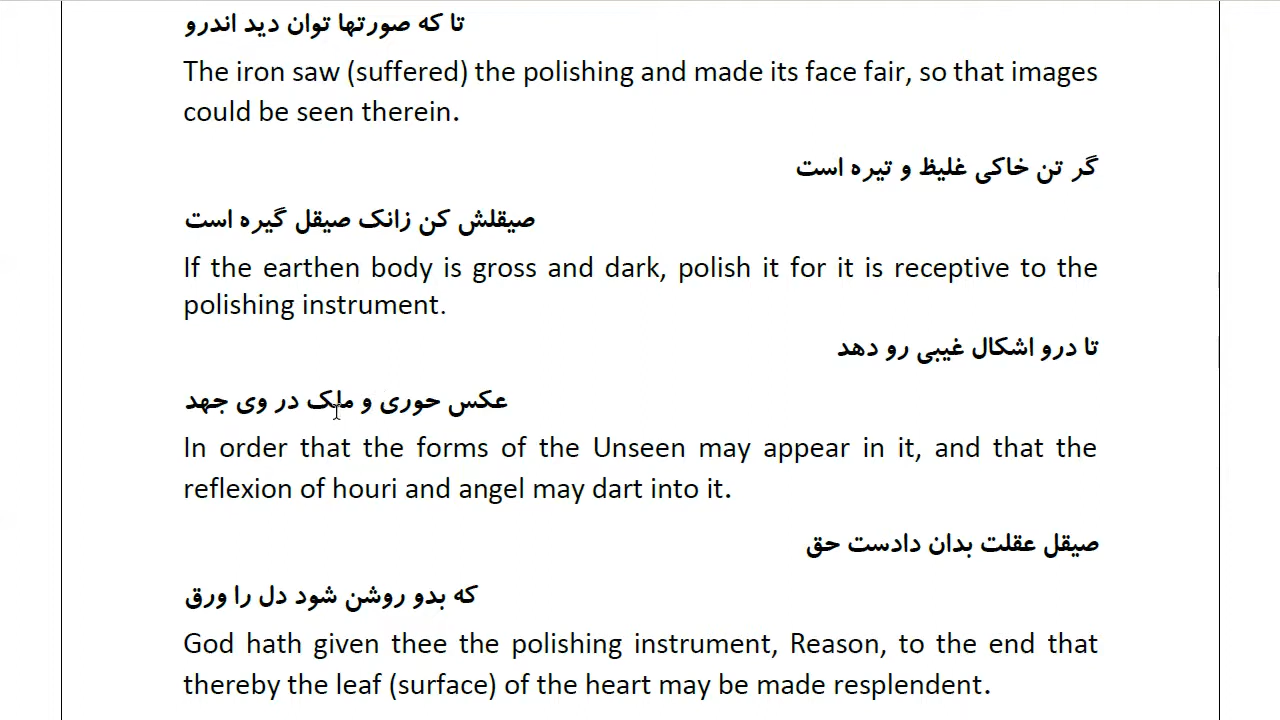 تا که صورتها توان دید اندرو
The iron saw (suffered) the polishing and made its face fair, so that images
could be seen therein.
گر تن خاکی غلیظ و تیره است
صیقلش کن زانک صیقل گیره است
If the earthen body is gross and dark, polish it for it is receptive to the
polishing instrument.
تا درو اشکال غیبی رو دهد
عکس حوری و ملک در وی جهد
In order that the forms of the Unseen may appear in it, and that the
reflexion of houri and angel may dart into it.
صیقل عقلت بدان دادست حق
که بدو روشن شود دل را ورق
God hath given thee the polishing instrument, Reason, to the end that
thereby the leaf (surface) of the heart may be made resplendent.